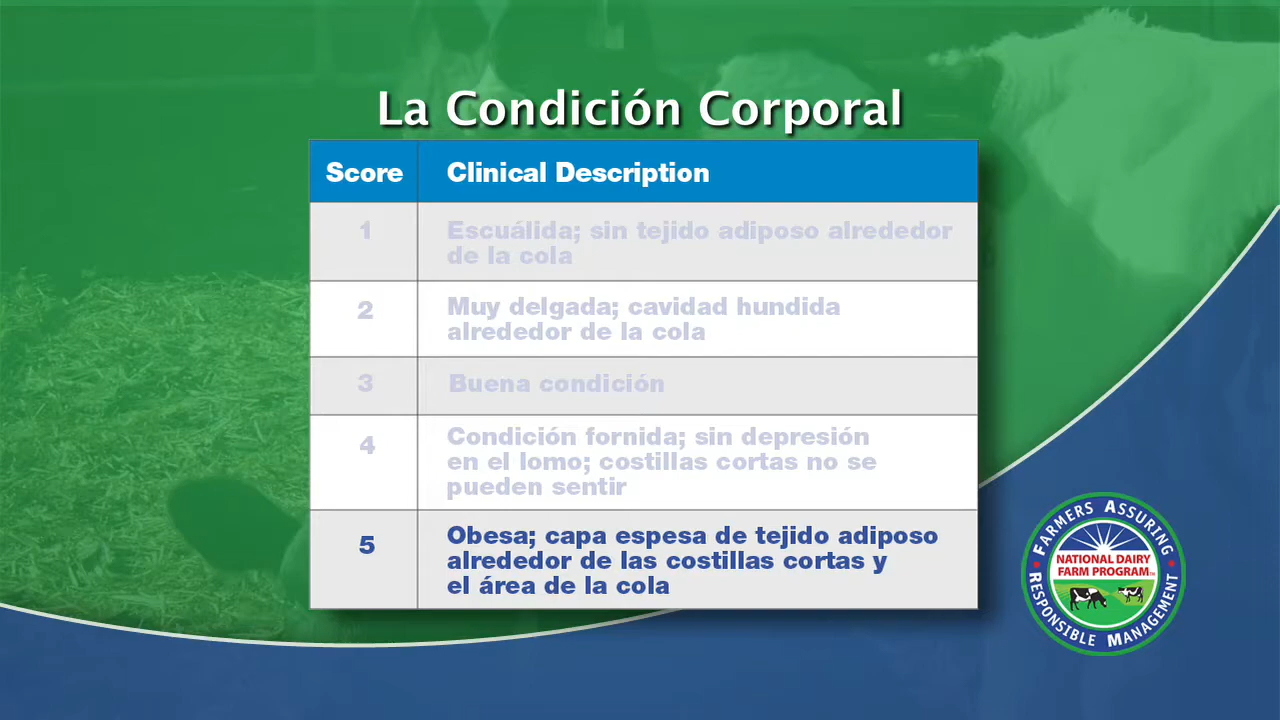 La Condición Corporal
Score Clinical Description
1 Escuálida; sin tejido adiposo alrededor
de la cola
2 Muy delgada; cavidad hundida
alrededor de la cola
3 Buena condición
4 Condición fornida; sin depresión
en el lomo; costillas cortas no se
pueden sentir
5 Obesa; capa espesa de tejido adiposo
alrededor de las costillas cortas y
el área de la cola
FARMERS ASSURING
NATIONAL DAIRY
FARM PROGRAM™
RESPONSIBLE MANAGEMENT